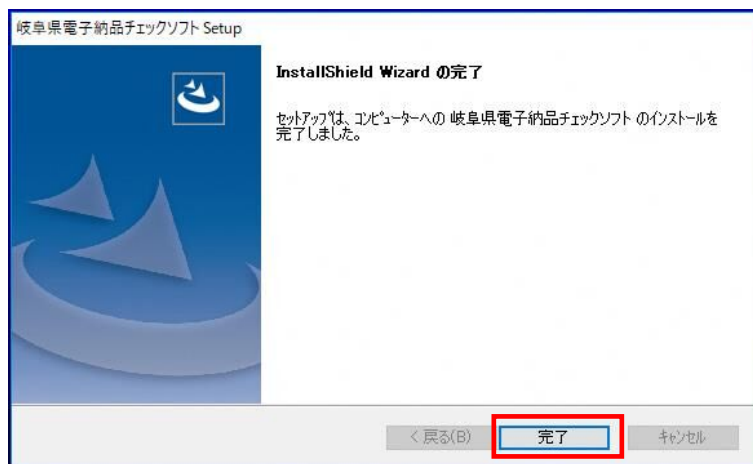 岐阜県電子納品チェックソフト Setup
InstallShield Wizard の完了
セットアップは、コンピューターへの 岐阜県電子納品チェックソフト のインストールを
完了しました。
< 戻る(B)
完了
キャンセル